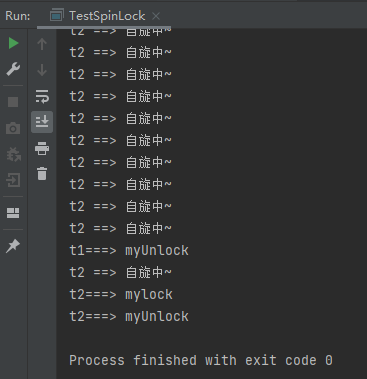 Run: TestSpinLock ×
t2 ==> 自旋中~
t2 ==> 自旋中~
t2 ==> 自旋中~
t2 ==> 自旋中~
t2 ==> 自旋中~
t2 ==> 自旋中~
t2 ==> 自旋中~
t2 ==> 自旋中~
t2 ==> 自旋中~
t2 ==> 自旋中~
t1===> myUnlock
t2 ==> 自旋中~
t2===> mylock
t2===> myUnlock
Process finished with exit code 0